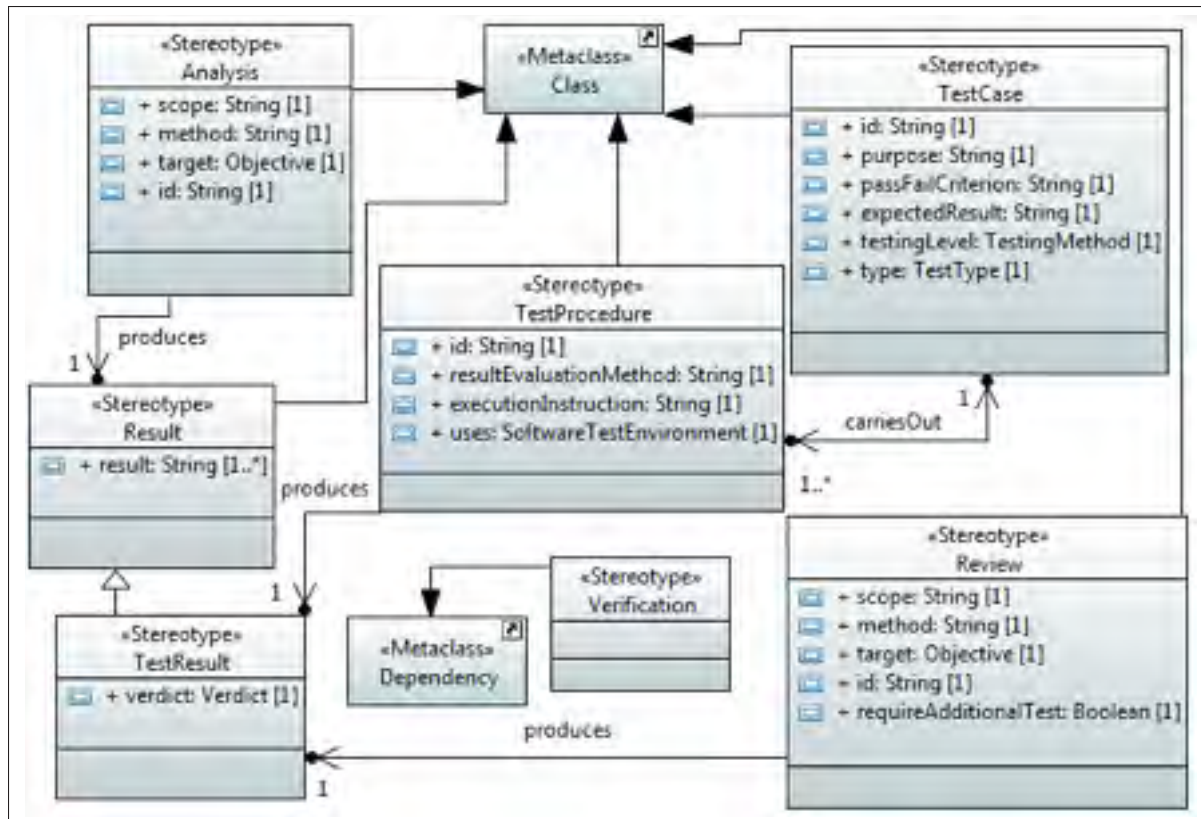 «Stereotype»
Analysis
+ scope: String [1]
+ method: String [1]
+ target: Objective [1]
+ id: String [1]
«Metaclass»
Class
«Stereotype»
TestCase
+ id: String [1]
+ purpose: String [1]
+ passFailCriterion: String [1]
+ expectedResult: String [1]
+ testingLevel: TestingMethod [1]
+ type: TestType [1]
produces
1
«Stereotype»
TestProcedure
+ id: String [1]
+ resultEvaluationMethod: String [1]
+ executionInstruction: String [1]
+ uses: SoftwareTestEnvironment [1]
1
carriesOut
1..*
«Stereotype»
Result
+ result: String [1..*]
produces
1
«Stereotype»
TestResult
+ verdict: Verdict [1]
«Metaclass»
Dependency
«Stereotype»
Verification
«Stereotype»
Review
+ scope: String [1]
+ method: String [1]
+ target: Objective [1]
+ id: String [1]
+ requireAdditionalTest: Boolean [1]
produces
1